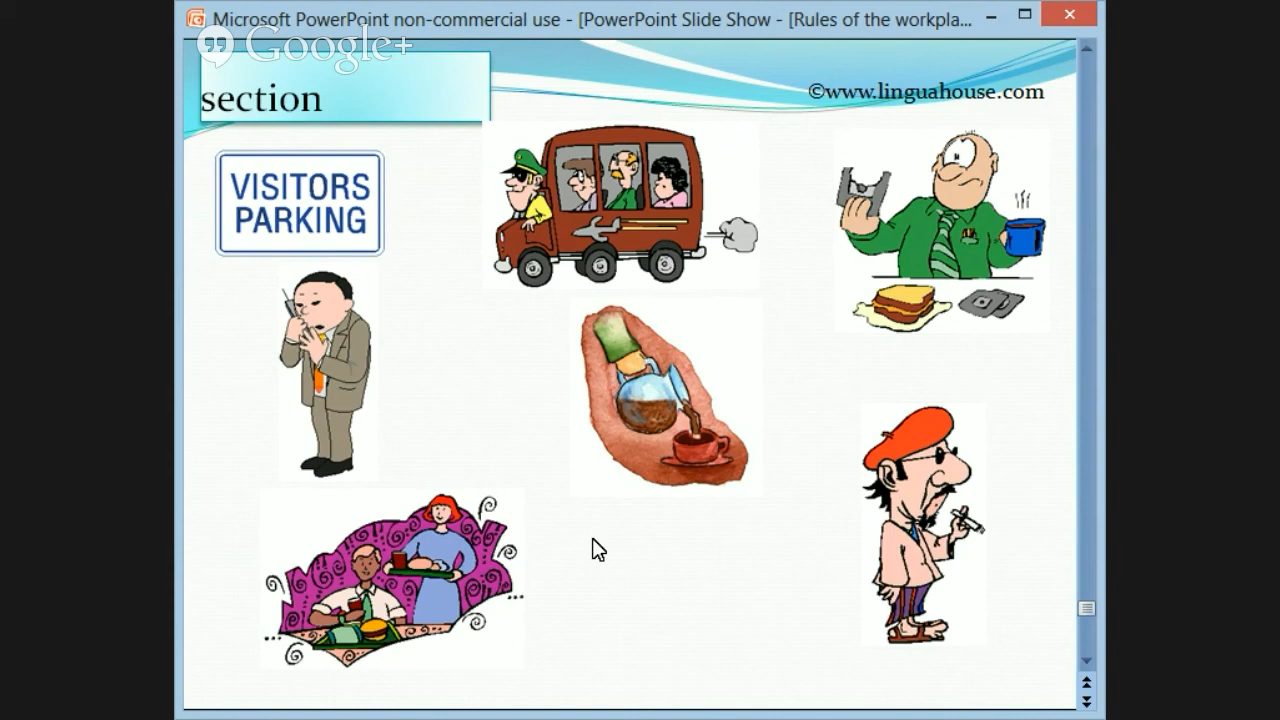 Microsoft PowerPoint non-commercial use - [PowerPoint Slide Show - [Rules of the workpla...
Google+
section
©www.linguahouse.com
VISITORS
PARKING